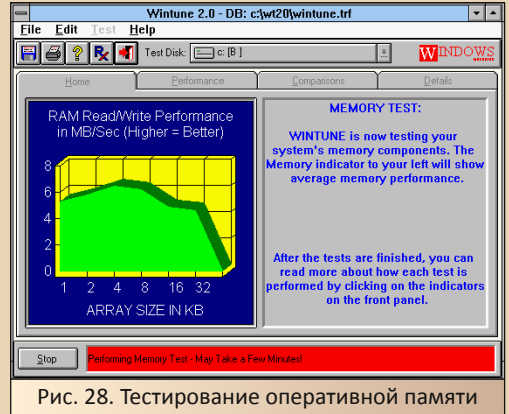 Wintune 2.0 - DB: c:\wt20\wintune.trf
File Edit Test Help
Test Disk: c: [B ]
WINDOWS
Home Performance Comparisons Details
RAM Read/Write Performance
in MB/Sec (Higher = Better)
8
6
4
2
0
1 2 4 8 16 32
ARRAY SIZE IN KB
MEMORY TEST:
WINTUNE is now testing your
system's memory components. The
Memory indicator to your left will show
average memory performance.
After the tests are finished, you can
read more about how each test is
performed by clicking on the indicators
on the front panel.
Stop Performing Memory Test - May Take a Few Minutes!
Рис. 28. Тестирование оперативной памяти